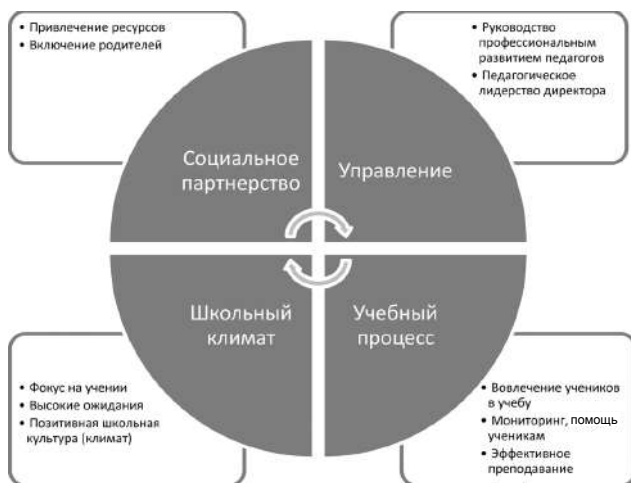 • Привлечение ресурсов
• Включение родителей
• Руководство
профессиональным
развитием педагогов
• Педагогическое
лидерство директора
Социальное
партнерство
Управление
Школьный
климат
Учебный
процесс
• Фокус на учении
• Высокие ожидания
• Позитивная школьная
культура (климат)
• Вовлечение учеников
в учебу
• Мониторинг, помощь
ученикам
• Эффективное
преподавание